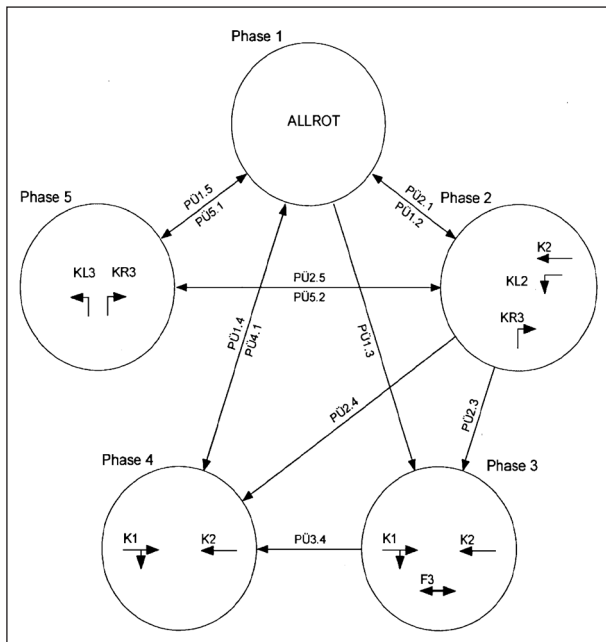 Phase 1
ALLROT
PÜ1.5
PÜ5.1
PÜ2.1
PÜ1.2
Phase 5
KL3 KR3
Phase 2
K2
KL2
KR3
PÜ2.5
PÜ5.2
PÜ1.4
PÜ4.1
PÜ1.3
PÜ2.4
PÜ2.3
Phase 4
K1 K2
PÜ3.4
Phase 3
K1 K2
F3